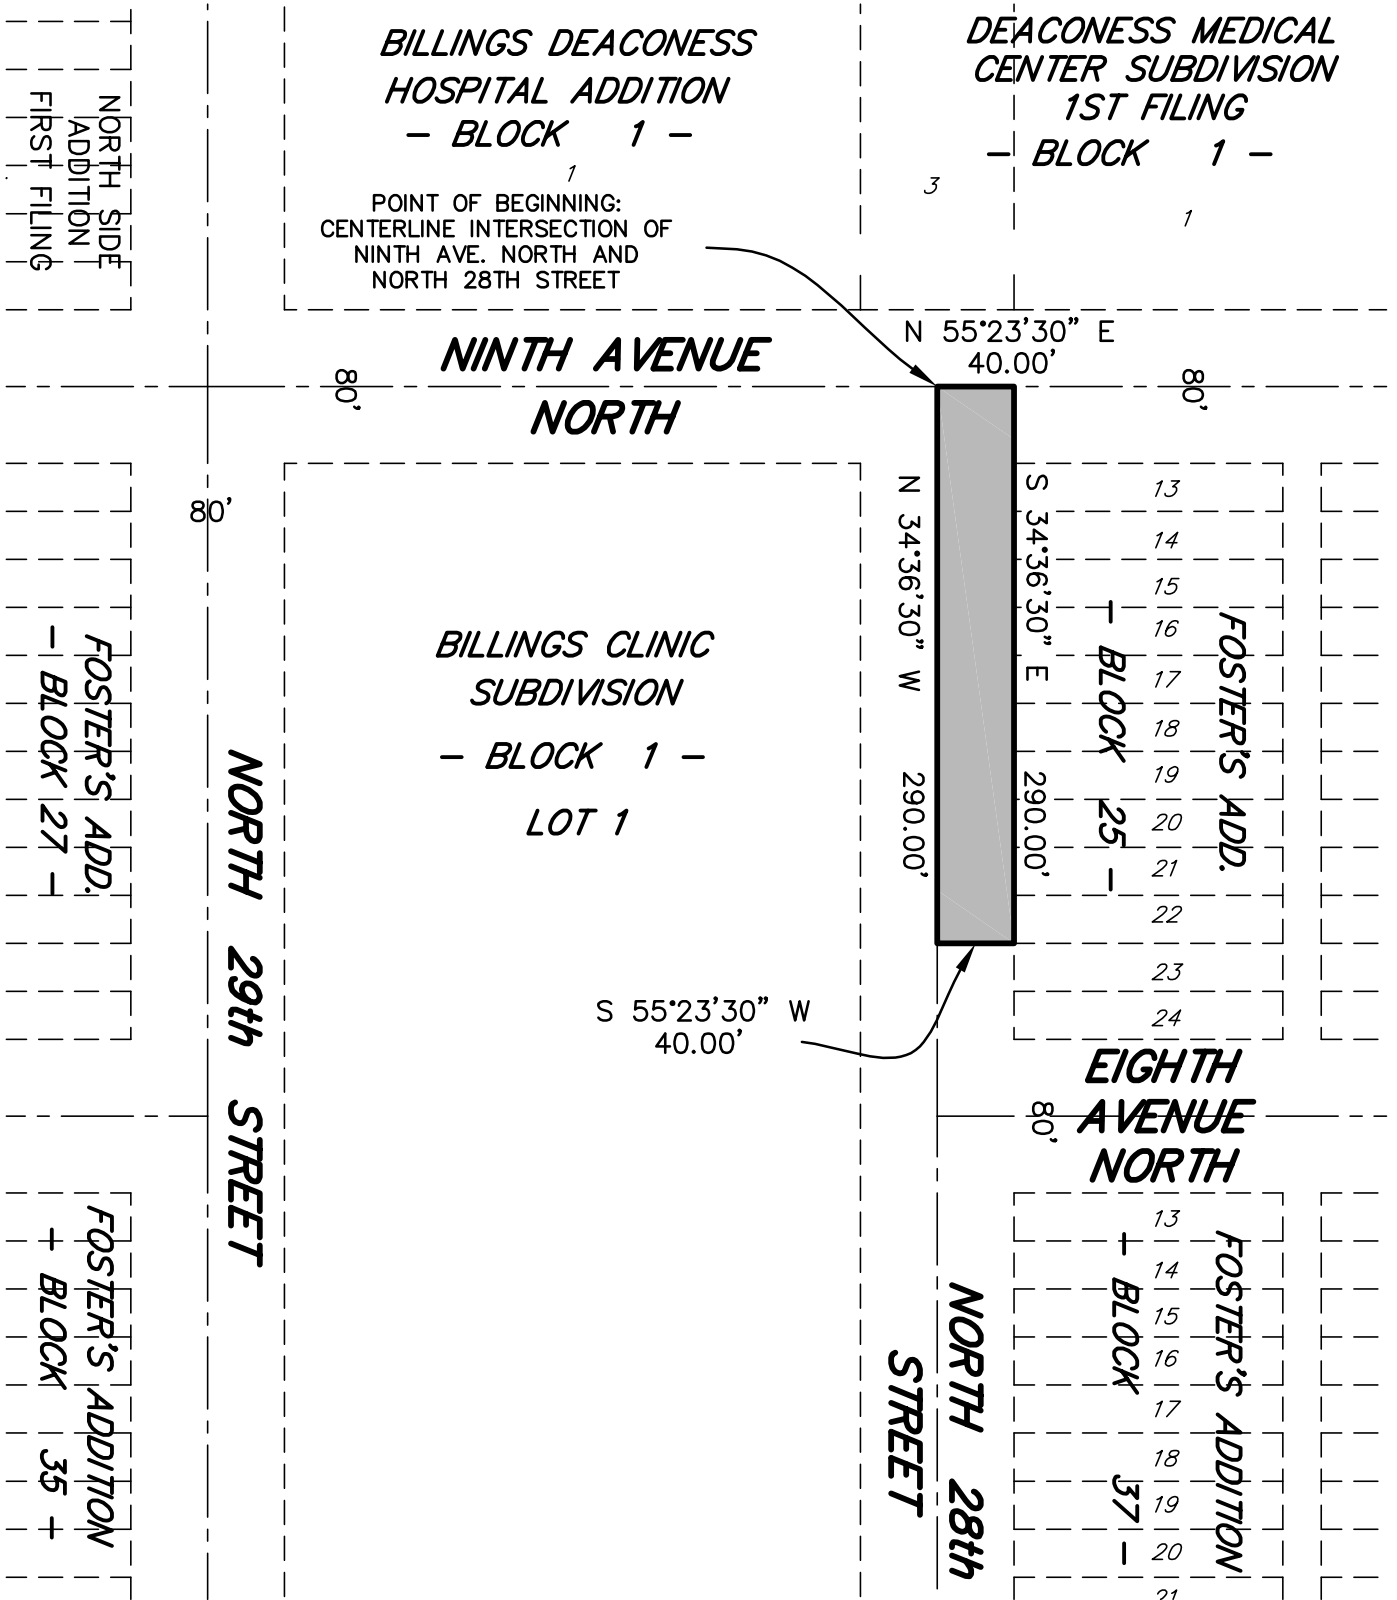 BILLINGS DEACONESS
HOSPITAL ADDITION
- BLOCK 1 -
1
DEACONESS MEDICAL
CENTER SUBDIVISION
1ST FILING
- BLOCK 1 -
3
1
NORTH SIDE
ADDITION
FIRST FILING
POINT OF BEGINNING:
CENTERLINE INTERSECTION OF
NINTH AVE. NORTH AND
NORTH 28TH STREET
N 55°23'30" E
40.00'
NINTH AVENUE
NORTH
80'
80'
80'
N 34°36'30" W 290.00'
S 34°36'30" E 290.00'
13
14
15
16
17
18
19
20
21
22
23
24
FOSTER'S ADD.
- BLOCK 25 -
BILLINGS CLINIC
SUBDIVISION
- BLOCK 1 -
LOT 1
FOSTER'S ADD.
- BLOCK 27 -
NORTH 29th STREET
S 55°23'30" W
40.00'
EIGHTH
AVENUE
NORTH
80'
FOSTER'S ADDITION
- BLOCK 35 -
NORTH 28th
STREET
13
14
15
16
17
18
19
20
21
FOSTER'S ADDITION
- BLOCK 37 -